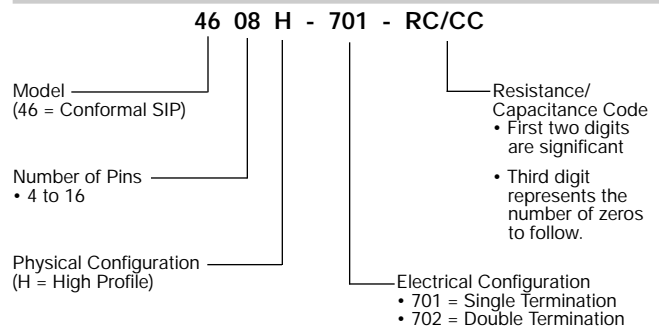 46 08 H - 701 - RC/CC
Model
(46 = Conformal SIP)
Number of Pins
• 4 to 16
Physical Configuration
(H = High Profile)
Resistance/
Capacitance Code
• First two digits
are significant
• Third digit
represents the
number of zeros
to follow.
Electrical Configuration
• 701 = Single Termination
• 702 = Double Termination